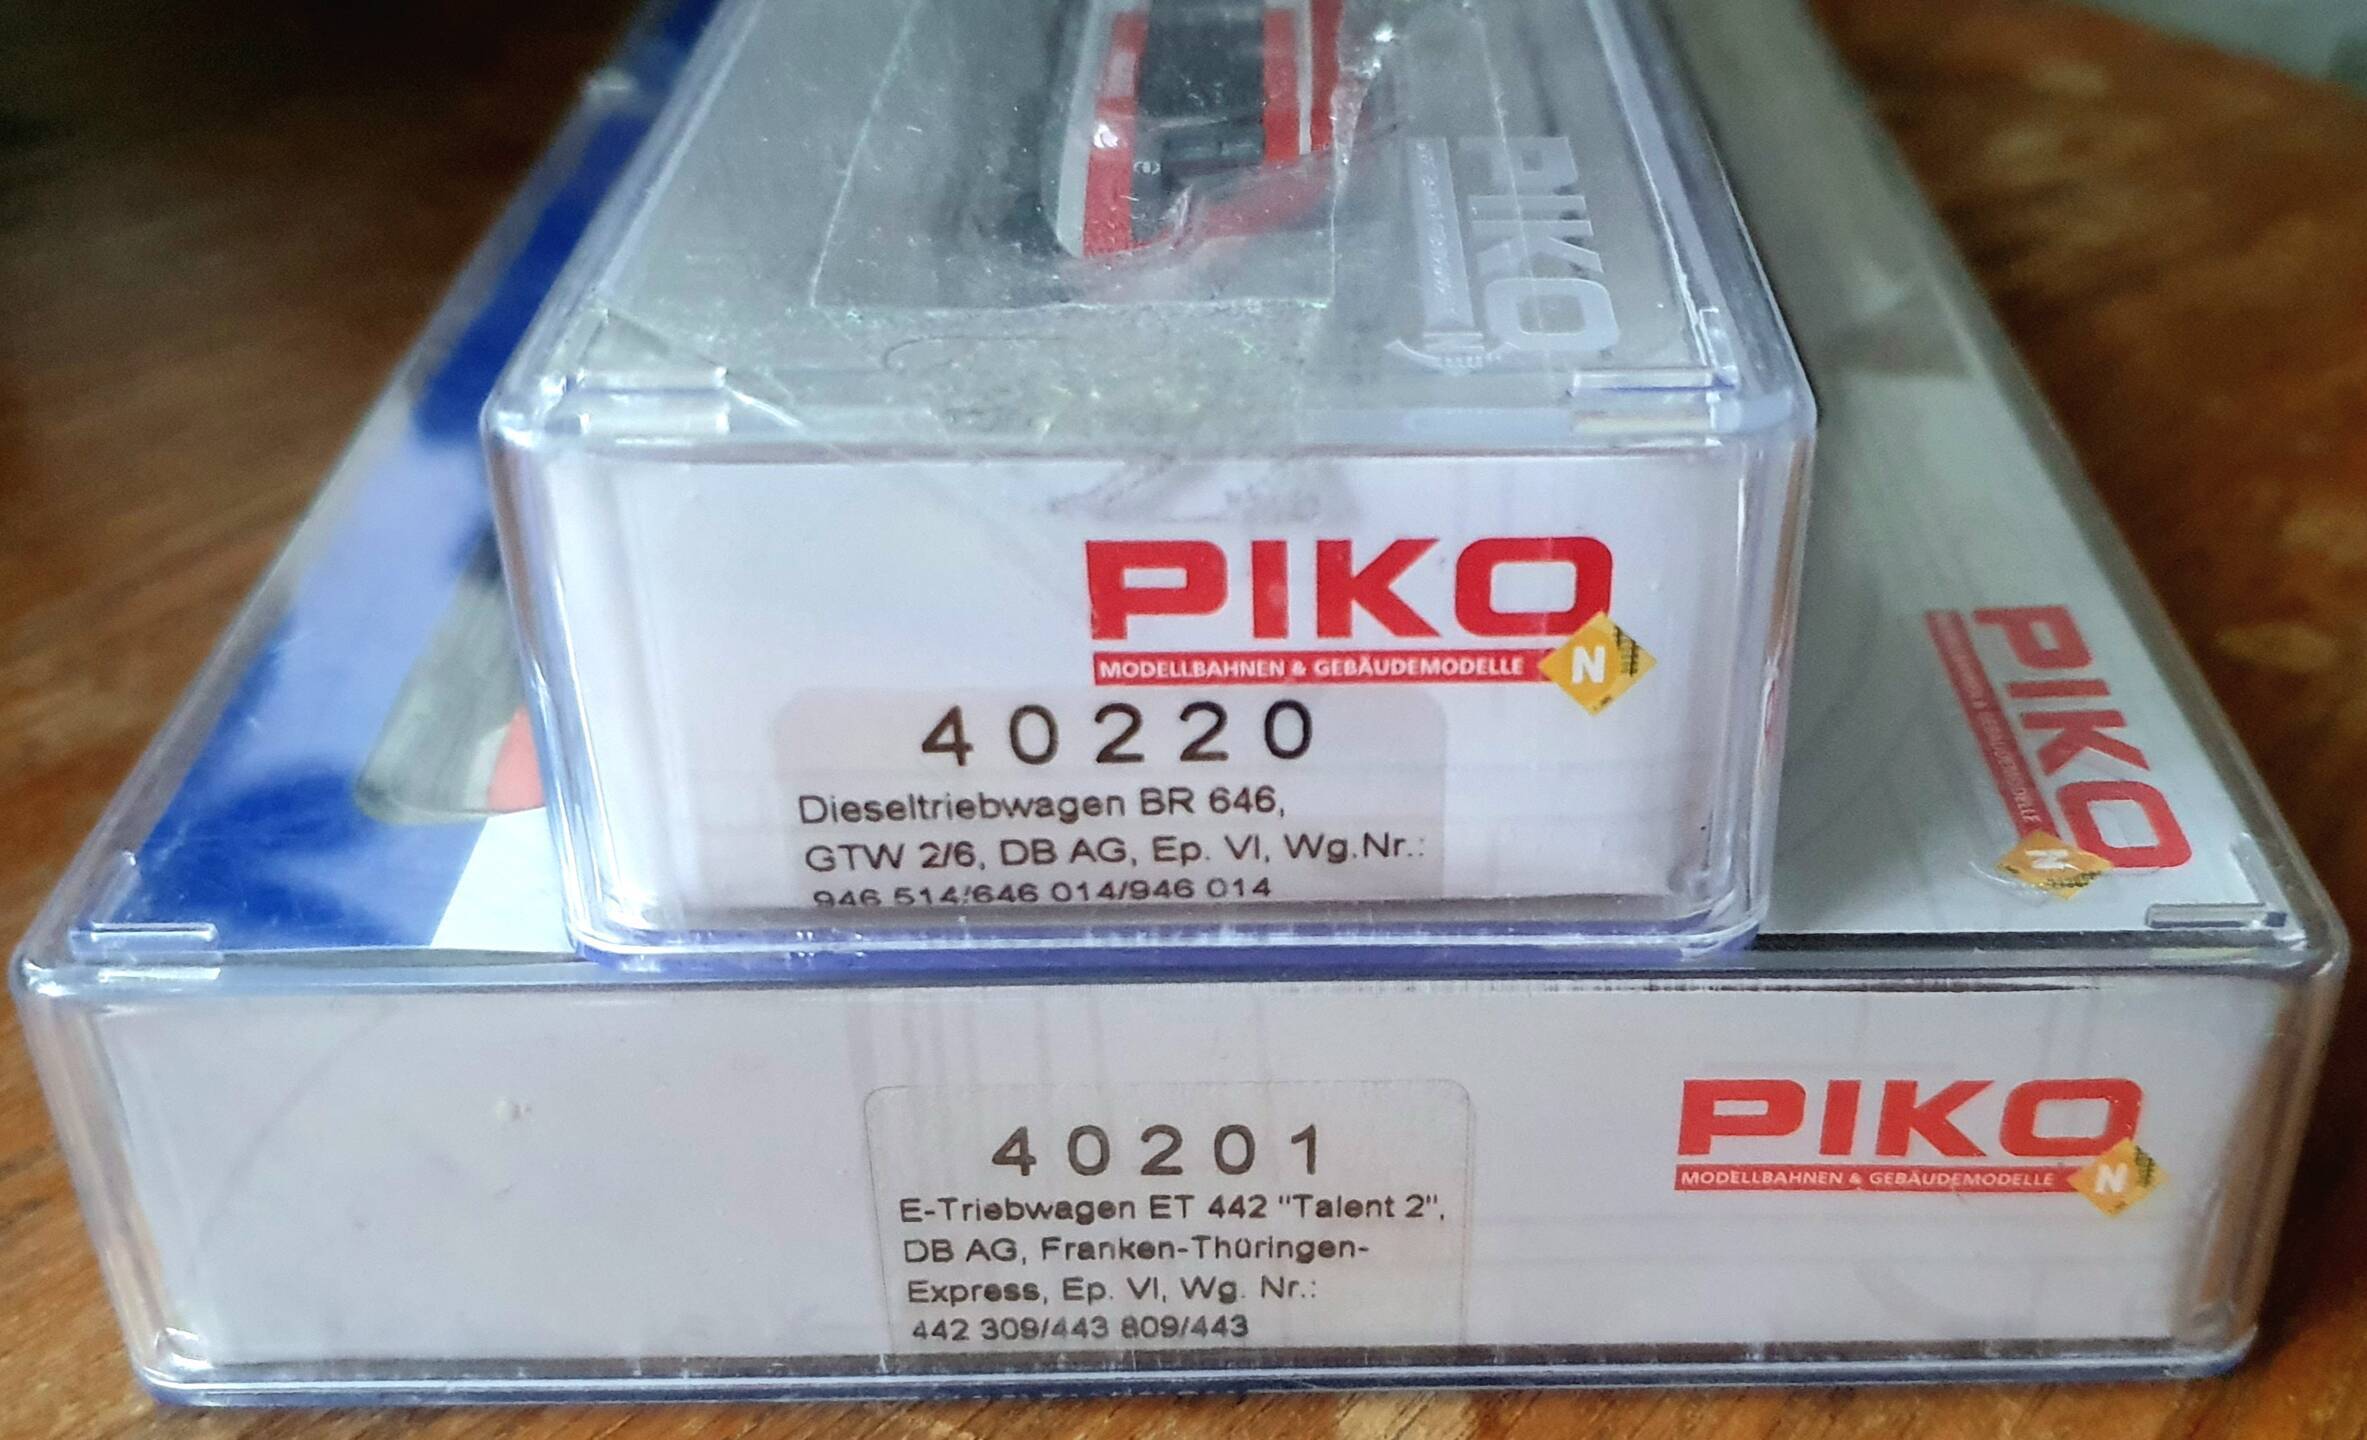 PIKO
PIKO
MODELLBAHNEN & GEBÄUDEMODELLE N
40220
Dieseltriebwagen BR 646,
GTW 2/6, DB AG, Ep. VI, Wg.Nr.:
946 514/646 014/946 014
PIKO
N
40201
E-Triebwagen ET 442 "Talent 2",
DB AG, Franken-Thüringen-
Express, Ep. VI, Wg. Nr.:
442 309/443 809/443
PIKO
MODELLBAHNEN & GEBÄUDEMODELLE N